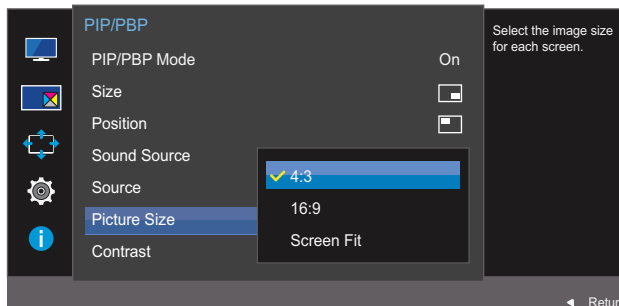 PIP/PBP
Select the image size
for each screen.
PIP/PBP Mode On
Size
Position
Sound Source
Source
4:3
16:9
Picture Size
Screen Fit
Contrast